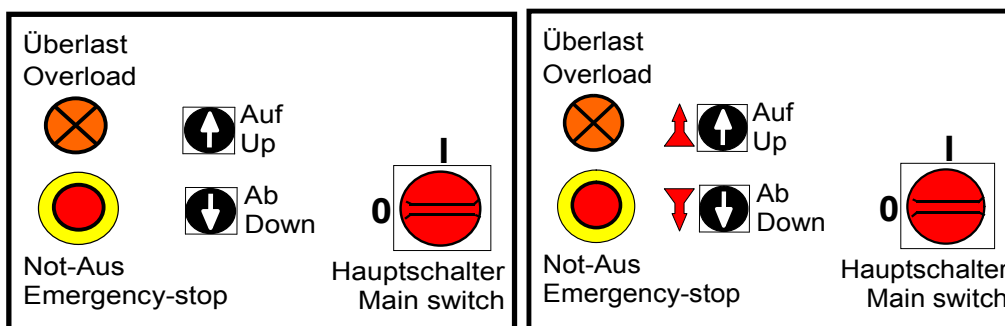 Überlast
Overload
Auf
Up
I
Ab
Down
0
Not-Aus
Emergency-stop
Hauptschalter
Main switch
Überlast
Overload
Auf
Up
I
Ab
Down
0
Not-Aus
Emergency-stop
Hauptschalter
Main switch